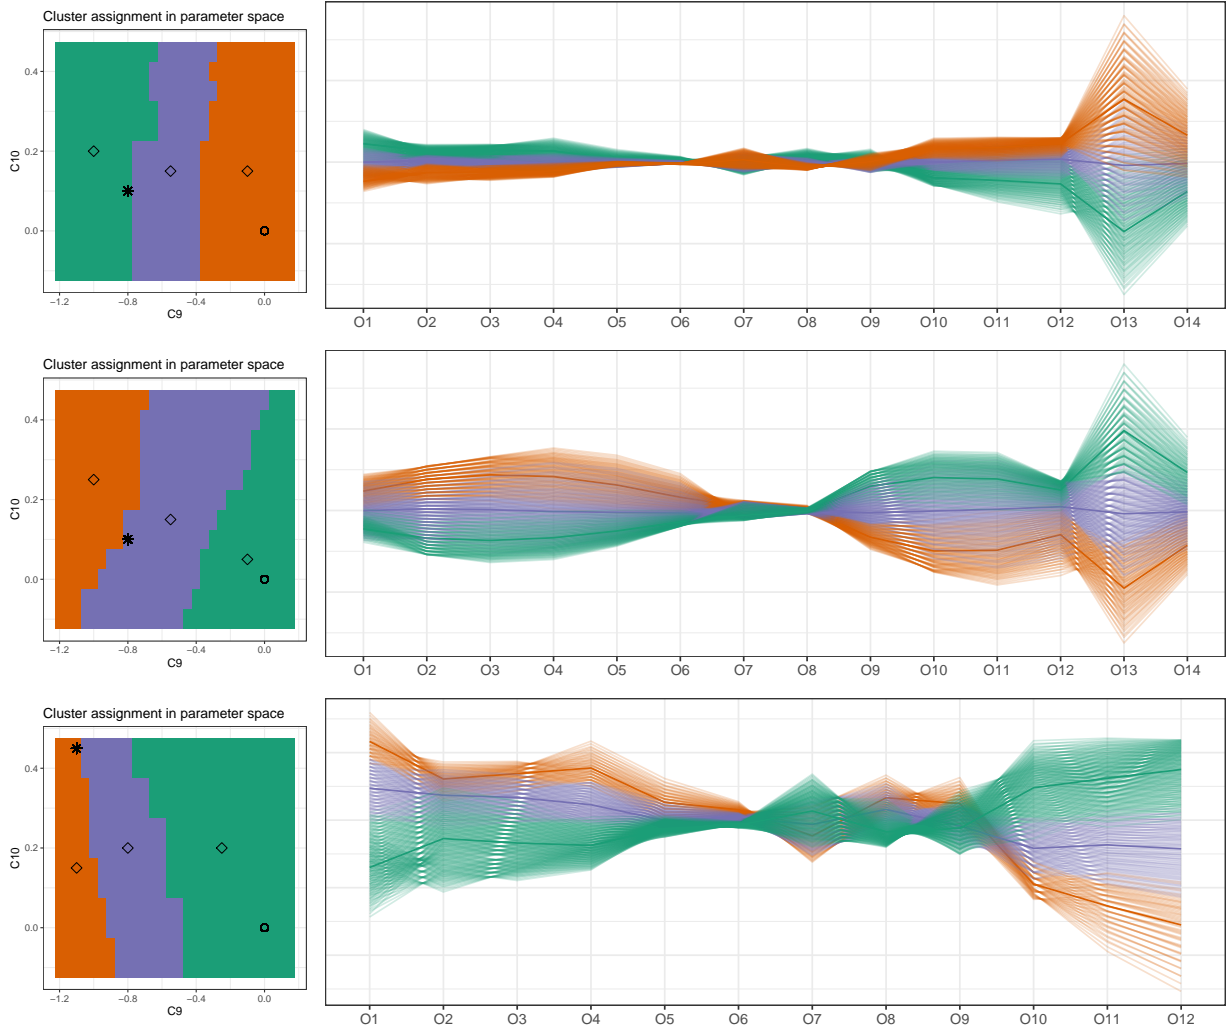 Cluster assignment in parameter space
C10
0.4
0.2
0.0
−1.2 −0.8 −0.4 0.0
C9
O1 O2 O3 O4 O5 O6 O7 O8 O9 O10 O11 O12 O13 O14
Cluster assignment in parameter space
C10
0.4
0.2
0.0
−1.2 −0.8 −0.4 0.0
C9
O1 O2 O3 O4 O5 O6 O7 O8 O9 O10 O11 O12 O13 O14
Cluster assignment in parameter space
C10
0.4
0.2
0.0
−1.2 −0.8 −0.4 0.0
C9
O1 O2 O3 O4 O5 O6 O7 O8 O9 O10 O11 O12